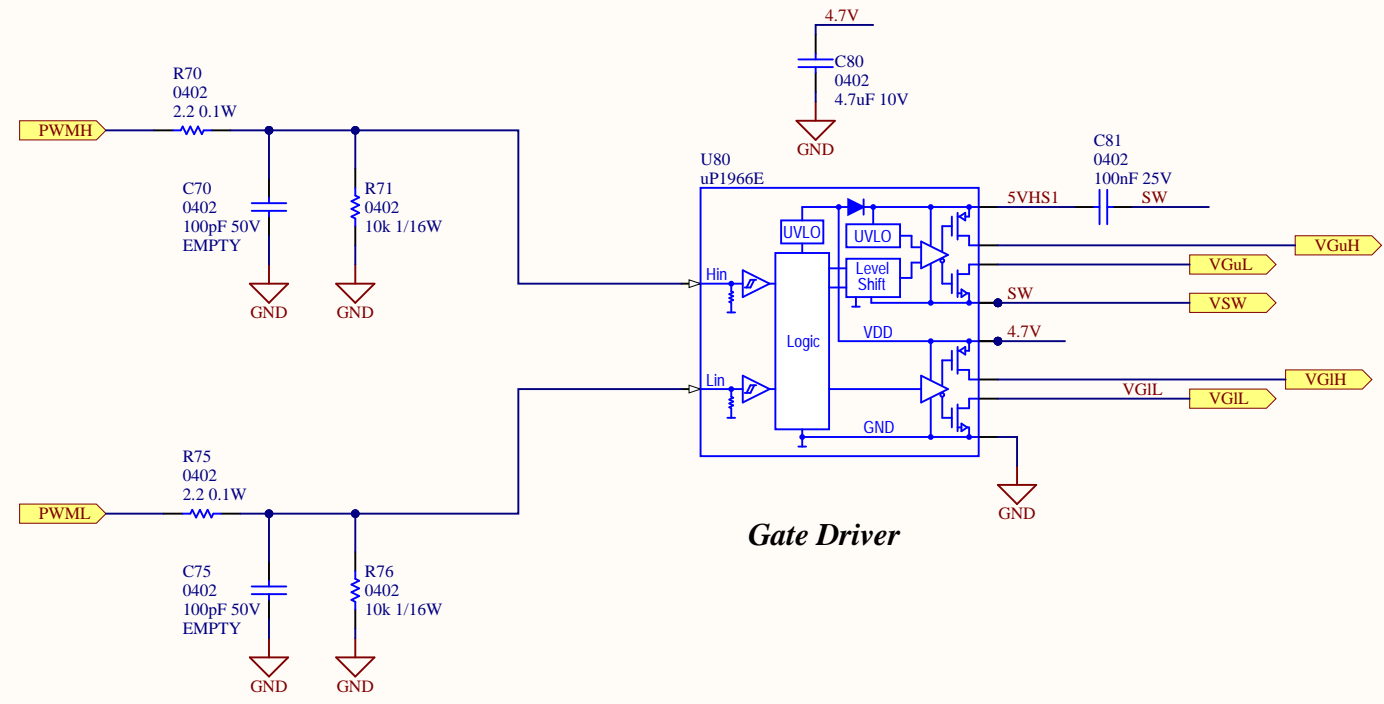 4.7V
C80
0402
4.7uF 10V
GND
R70
0402
2.2 0.1W
PWMH
C70
0402
100pF 50V
EMPTY
GND
R71
0402
10k 1/16W
GND
U80
uP1966E
C81
0402
100nF 25V
5VHS1
SW
UVLO
UVLO
VGuH
VGuL
Hin
Level
Shift
SW
VSW
Logic
VDD
4.7V
Lin
VGlH
VGlL
VGlL
GND
GND
R75
0402
2.2 0.1W
PWML
C75
0402
100pF 50V
EMPTY
GND
R76
0402
10k 1/16W
GND
Gate Driver